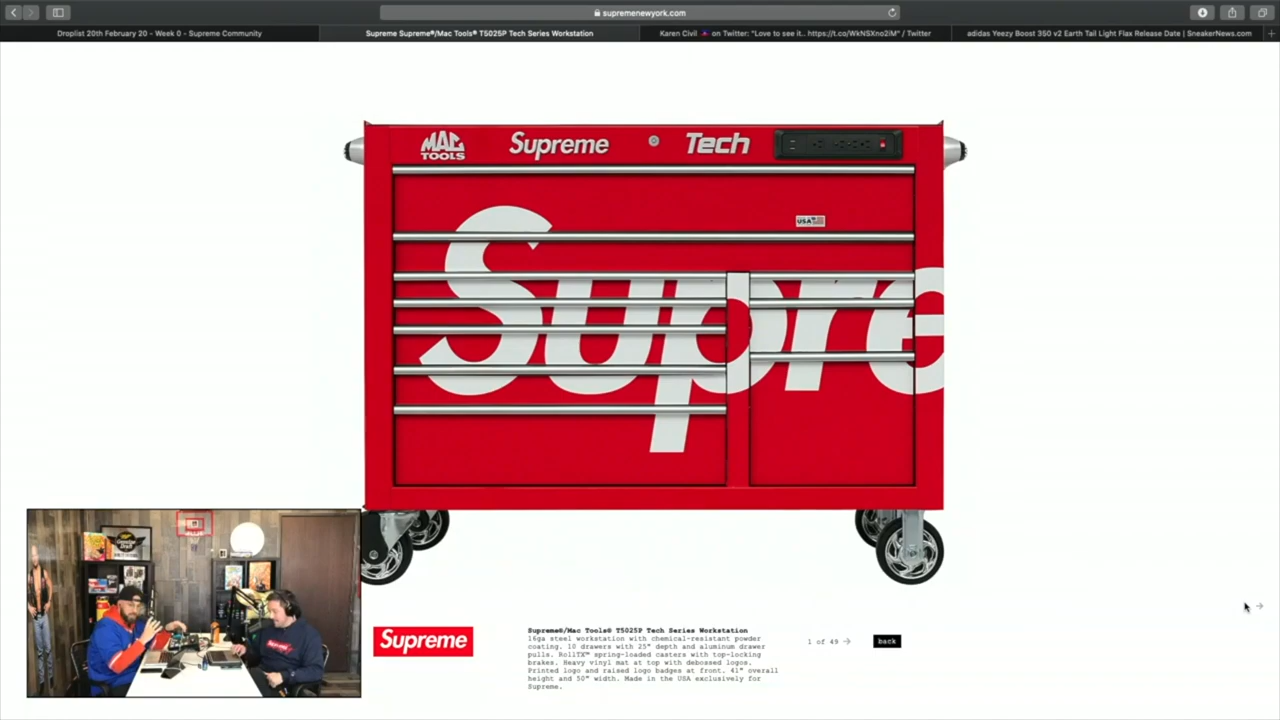 supremenewyork.com
Droplist 20th February 20 - Week 0 - Supreme Community
Supreme Supreme®/Mac Tools® T5025P Tech Series Workstation
Karen Civil on Twitter: "Love to see it.. https://t.co/WkNSXno2iM" / Twitter
adidas Yeezy Boost 350 v2 Earth Tail Light Flax Release Date | SneakerNews.com
MAC TOOLS
Supreme
Tech
USA
Supre
Supreme
Supreme®/Mac Tools® T5025P Tech Series Workstation
16ga steel workstation with chemical-resistant powder
coating. 10 drawers with 25" depth and aluminum drawer
pulls. RollTX™ spring-loaded casters with top-locking
brakes. Heavy vinyl mat at top with debossed logos.
Printed logo and raised logo badges at front. 41" overall
height and 50" width. Made in the USA exclusively for
Supreme.
1 of 49
back